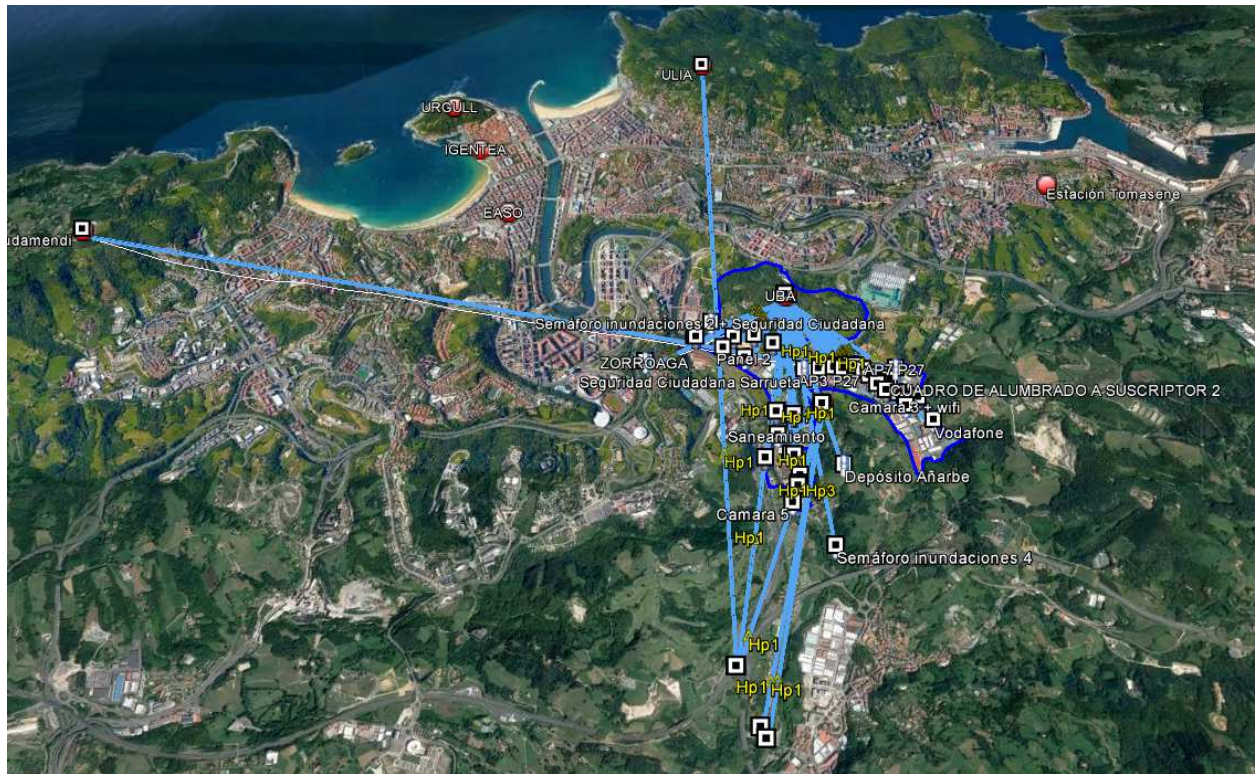 ULIA
URGULL
IGENTEA
Estación Tomasene
EASO
udamendi
UBA
Semáforo inundaciones 2 + Seguridad Ciudadana
Hp1
Panel 2
Hp1
ZORROAGA
AP7 P27
Seguridad Ciudadana Sarrueta
AP3 P27
CUADRO DE ALUMBRADO A SUSCRIPTOR 2
Hp1
Hp1
Camara 3 + wifi
Saneamiento
Vodafone
Hp1
Hp1
Depósito Añarbe
Hp1
Hp3
Camara 5
Hp1
Semáforo inundaciones 4
Hp1
Hp1
Hp1